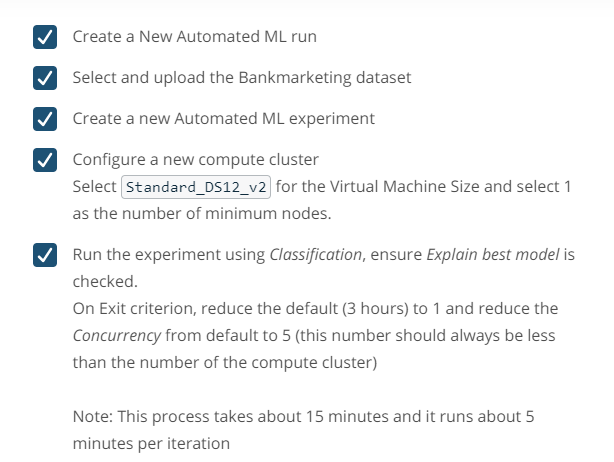 Create a New Automated ML run
Select and upload the Bankmarketing dataset
Create a new Automated ML experiment
Configure a new compute cluster
Select Standard_DS12_v2 for the Virtual Machine Size and select 1
as the number of minimum nodes.
Run the experiment using Classification, ensure Explain best model is
checked.
On Exit criterion, reduce the default (3 hours) to 1 and reduce the
Concurrency from default to 5 (this number should always be less
than the number of the compute cluster)
Note: This process takes about 15 minutes and it runs about 5
minutes per iteration